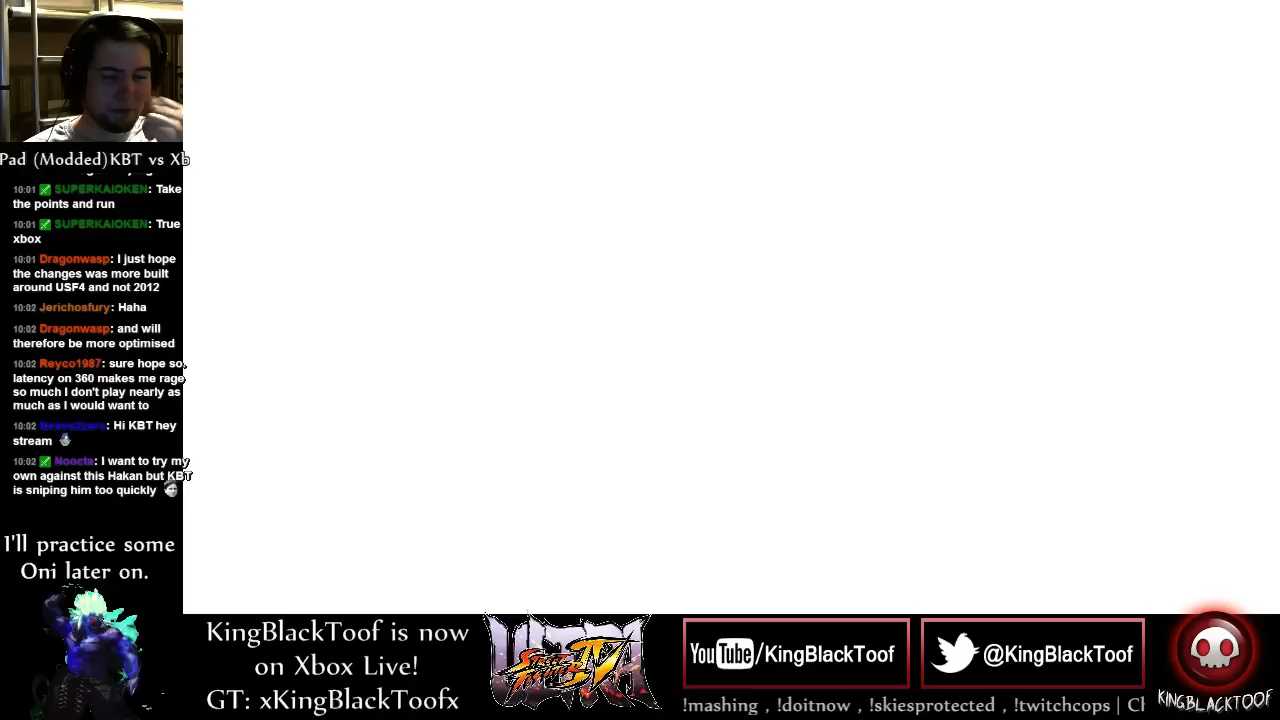 Pad (Modded)KBT vs Xb
10:01 SUPERKAIOKEN: Take
the points and run
10:01 SUPERKAIOKEN: True
xbox
10:01 Dragonwasp: I just hope
the changes was more built
around USF4 and not 2012
10:02 Jerichosfury: Haha
10:02 Dragonwasp: and will
therefore be more optimised
10:02 Reyco1987: sure hope so,
latency on 360 makes me rage
so much I don't play nearly as
much as I would want to
10:02 : Hi KBT hey
stream
10:02 Noocta: I want to try my
own against this Hakan but KBT
is sniping him too quickly
I'll practice some
Oni later on.
KingBlackToof is now
on Xbox Live!
GT: xKingBlackToofx
Street Fighter IV
YouTube/KingBlackToof
@KingBlackToof
!mashing , !doitnow , !skiesprotected , !twitchcops | Ch
KINGBLACKTOOF